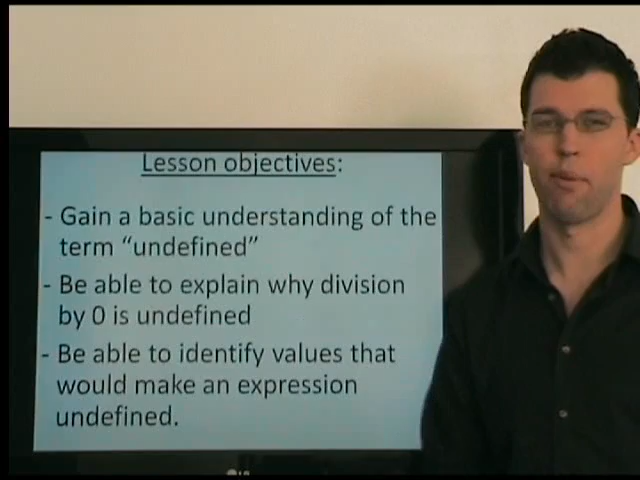 Lesson objectives:
- Gain a basic understanding of the
term “undefined”
- Be able to explain why division
by 0 is undefined
- Be able to identify values that
would make an expression
undefined.
LG